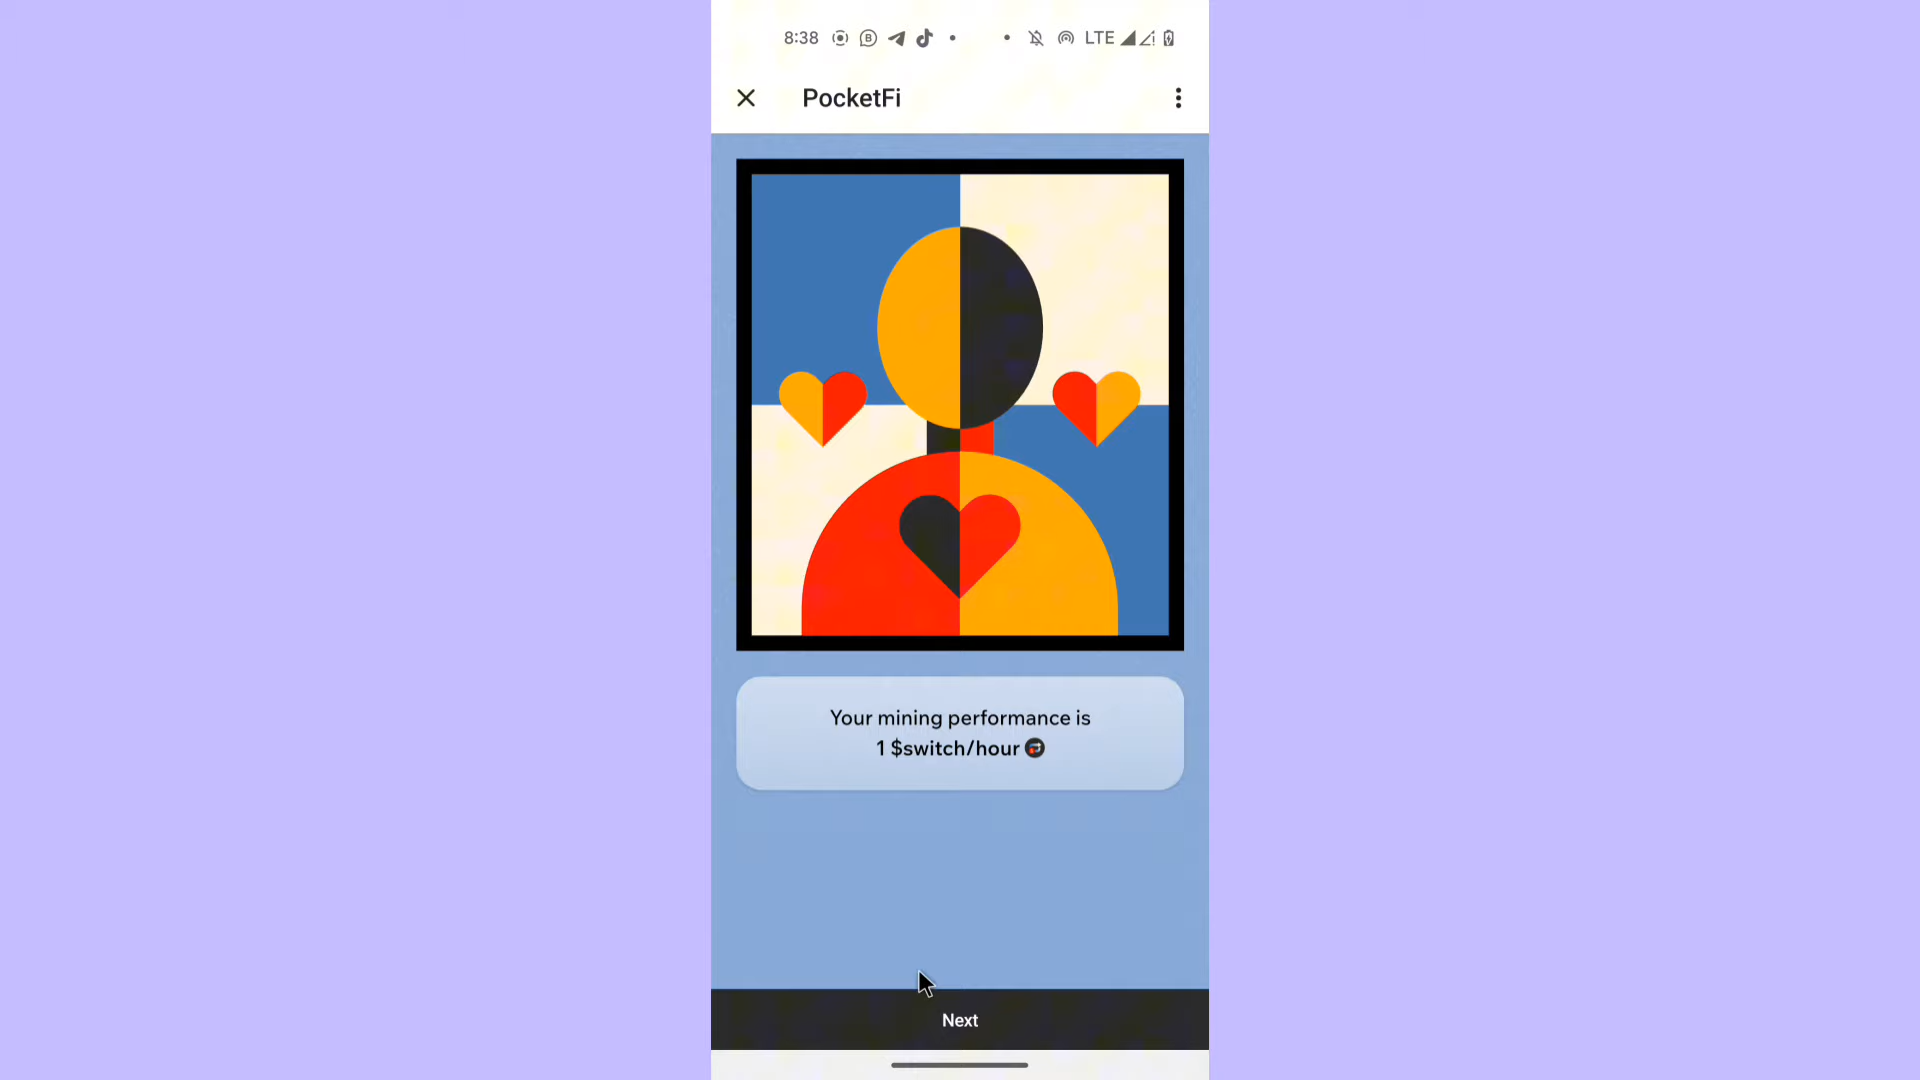 8:38 LTE
PocketFi
Your mining performance is
1 $switch/hour
Next